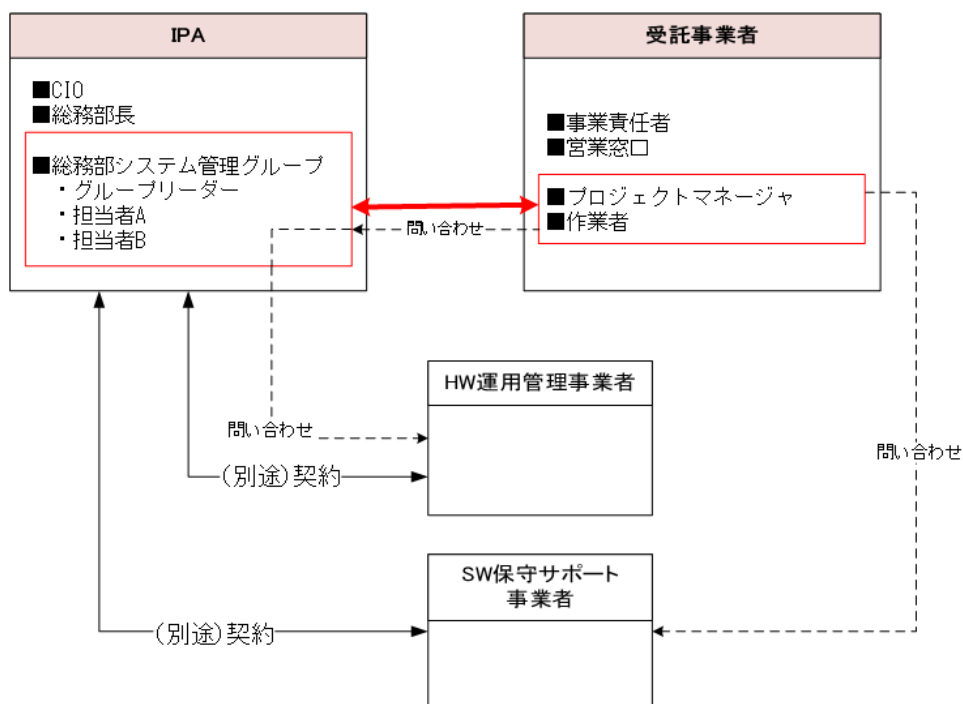 IPA
■CIO
■総務部長
■総務部システム管理グループ
・グループリーダー
・担当者A
・担当者B
受託事業者
■事業責任者
■営業窓口
■プロジェクトマネージャ
■作業者
問い合わせ
HW運用管理事業者
問い合わせ
(別途)契約
問い合わせ
SW保守サポート
事業者
(別途)契約